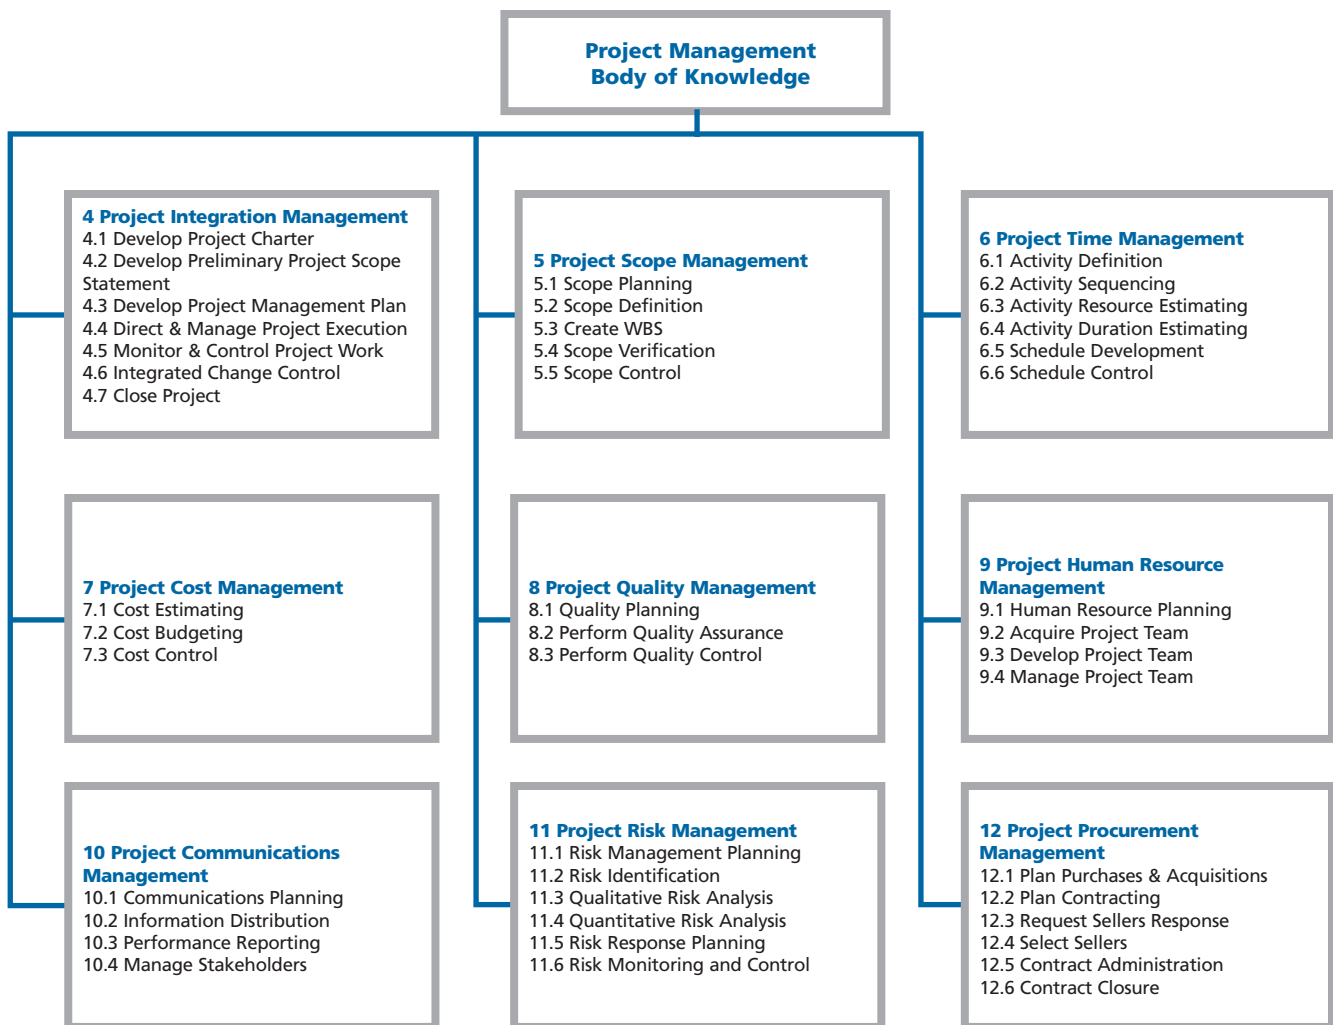 Project Management
Body of Knowledge
4 Project Integration Management
4.1 Develop Project Charter
4.2 Develop Preliminary Project Scope
Statement
4.3 Develop Project Management Plan
4.4 Direct & Manage Project Execution
4.5 Monitor & Control Project Work
4.6 Integrated Change Control
4.7 Close Project
5 Project Scope Management
5.1 Scope Planning
5.2 Scope Definition
5.3 Create WBS
5.4 Scope Verification
5.5 Scope Control
6 Project Time Management
6.1 Activity Definition
6.2 Activity Sequencing
6.3 Activity Resource Estimating
6.4 Activity Duration Estimating
6.5 Schedule Development
6.6 Schedule Control
7 Project Cost Management
7.1 Cost Estimating
7.2 Cost Budgeting
7.3 Cost Control
8 Project Quality Management
8.1 Quality Planning
8.2 Perform Quality Assurance
8.3 Perform Quality Control
9 Project Human Resource
Management
9.1 Human Resource Planning
9.2 Acquire Project Team
9.3 Develop Project Team
9.4 Manage Project Team
10 Project Communications
Management
10.1 Communications Planning
10.2 Information Distribution
10.3 Performance Reporting
10.4 Manage Stakeholders
11 Project Risk Management
11.1 Risk Management Planning
11.2 Risk Identification
11.3 Qualitative Risk Analysis
11.4 Quantitative Risk Analysis
11.5 Risk Response Planning
11.6 Risk Monitoring and Control
12 Project Procurement
Management
12.1 Plan Purchases & Acquisitions
12.2 Plan Contracting
12.3 Request Sellers Response
12.4 Select Sellers
12.5 Contract Administration
12.6 Contract Closure